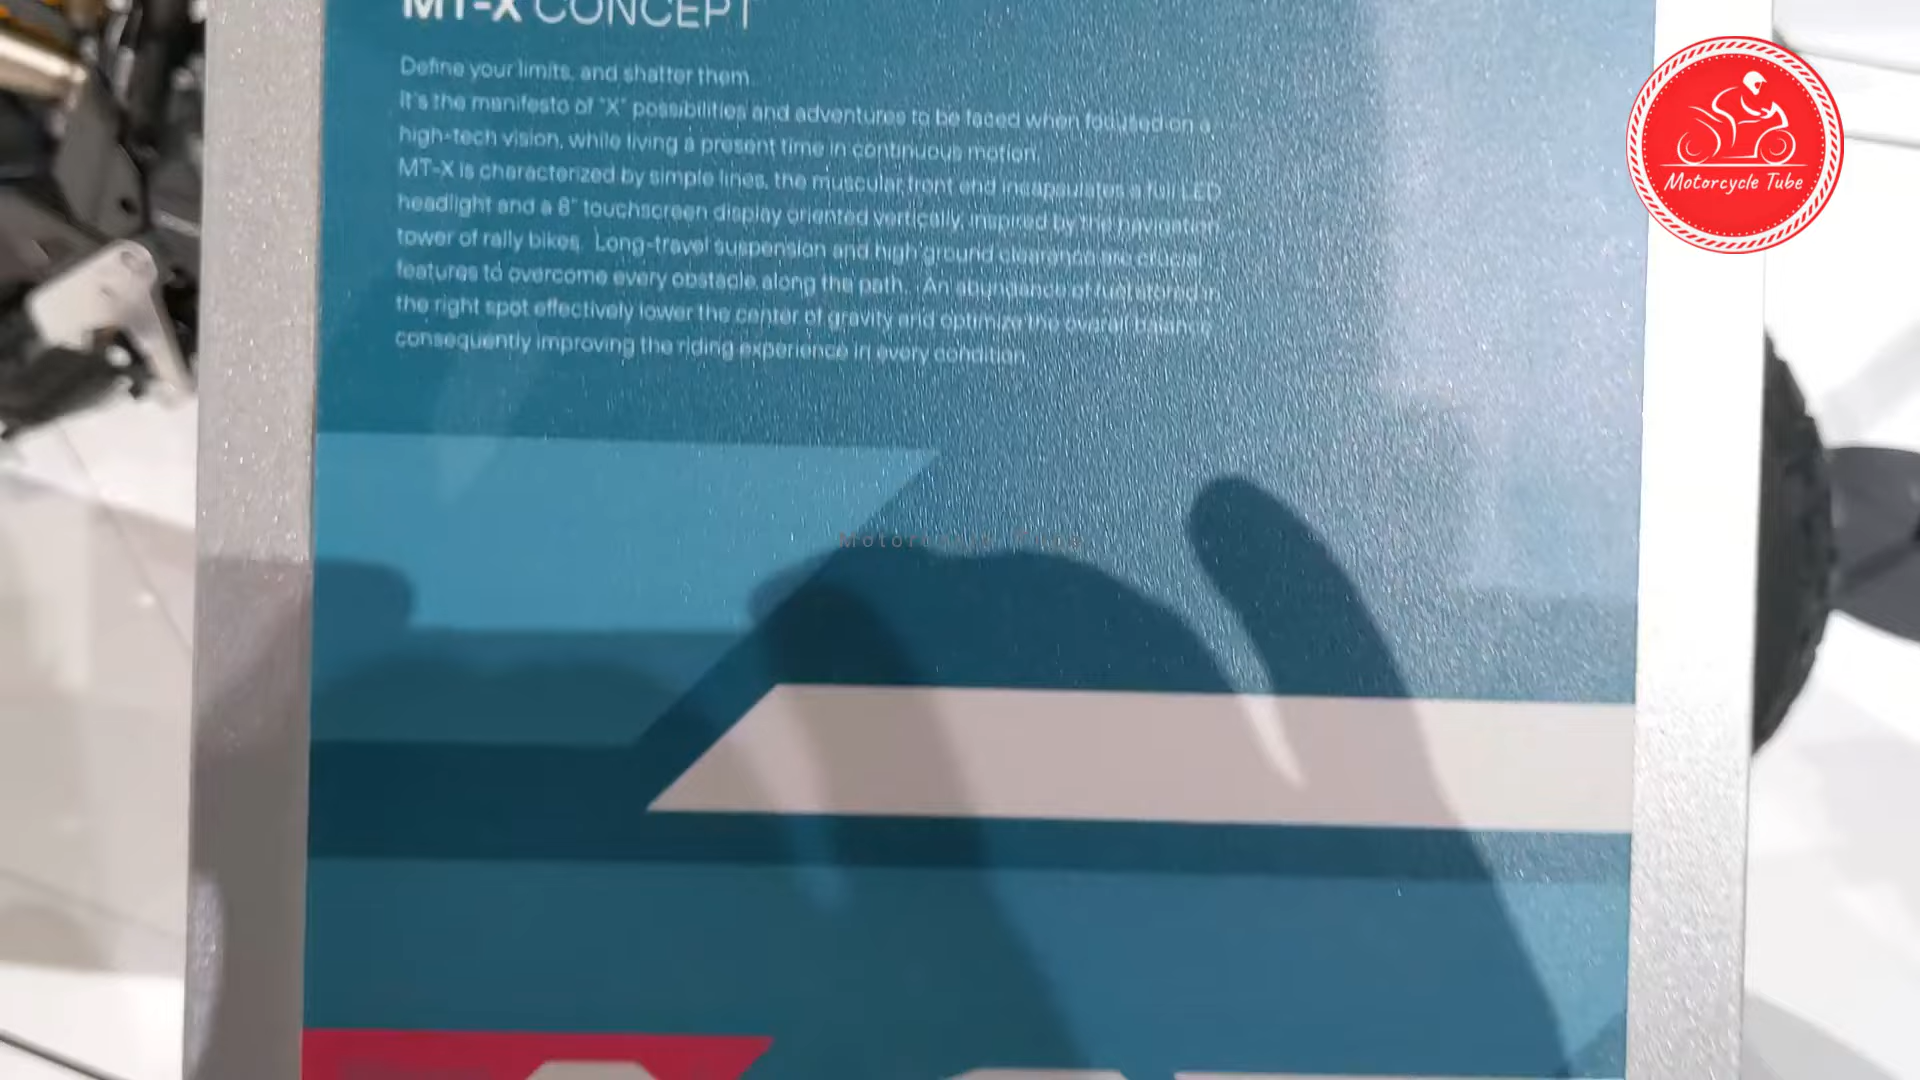 MT-X CONCEPT
Define your limits, and shatter them.
It's the manifesto of "X" possibilities and adventures to be faced when focused on a
high-tech vision, while living a present time in continuous motion.
MT-X is characterized by simple lines, the muscular front end incapsulates a full LED
headlight and a 8" touchscreen display oriented vertically, inspired by the navigation
tower of rally bikes. Long-travel suspension and high ground clearance are crucial
features to overcome every obstacle along the path. An abundance of fuel stored in
the right spot effectively lower the center of gravity and optimize the overall balance
consequently improving the riding experience in every condition.
Motorcycle Tube
Motorcycle Tube